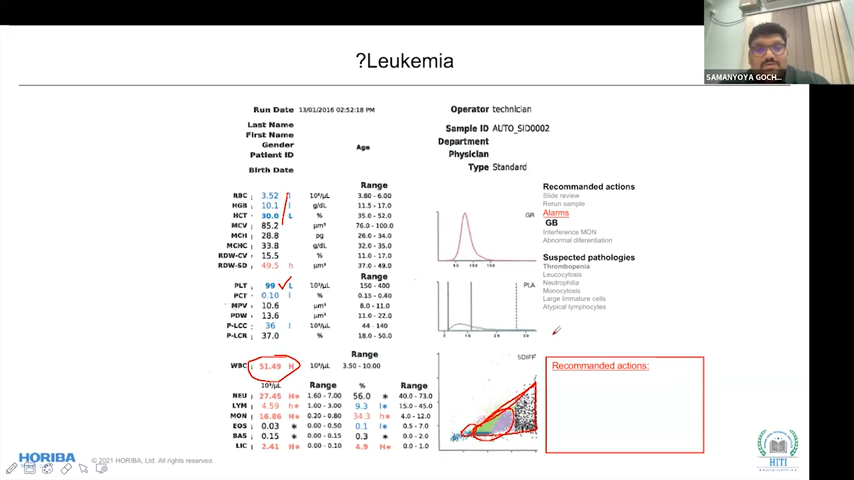 SAMANYOYA GOCH...
?Leukemia
Run Date 13/01/2016 02:52:18 PM
Operator technician
Last Name
First Name
Gender
Age
Patient ID
Birth Date
Sample ID AUTO_SID0002
Department
Physician
Type Standard
Range
RBC 3.52 l 10⁶/µL 3.80 - 6.00
HGB 10.1 l g/dL 11.5 - 17.0
HCT 30.0 L % 35.0 - 52.0
MCV 85.2 µm³ 76.0 - 100.0
MCH 28.8 pg 26.0 - 34.0
MCHC 33.8 g/dL 32.0 - 35.0
RDW-CV 15.5 % 11.0 - 17.0
RDW-SD 49.5 h µm³ 37.0 - 49.0
Range
PLT 99 L 10³/µL 150 - 400
PCT 0.10 l % 0.15 - 0.40
MPV 10.6 µm³ 8.0 - 11.0
PDW 13.6 µm³ 11.0 - 22.0
P-LCC 36 l 10³/µL 44 - 140
P-LCR 37.0 % 18.0 - 50.0
Range
WBC 51.49 H 10³/µL 3.50 - 10.00
10³/µL Range % Range
NEU 27.45 H* 1.60 - 7.00 56.0 * 40.0 - 73.0
LYM 4.59 h* 1.00 - 3.00 9.3 l* 15.0 - 45.0
MON 16.86 H* 0.20 - 0.80 34.3 h* 4.0 - 12.0
EOS 0.03 * 0.00 - 0.50 0.1 l* 0.5 - 7.0
BAS 0.15 * 0.00 - 0.15 0.3 * 0.0 - 2.0
LIC 2.41 H* 0.00 - 0.10 4.9 H* 0.0 - 1.0
GR
PLA
5DIFF
Recommanded actions
Slide review
Rerun sample
Alarms
GB
Interference MON
Abnormal diferentiation
Suspected pathologies
Thrombopenia
Leucocytosis
Neutrophilia
Monocytosis
Large Immature cells
Atypical lymphocytes
Recommanded actions:
HORIBA
© 2021 HORIBA, Ltd. All rights reserved.
HITI